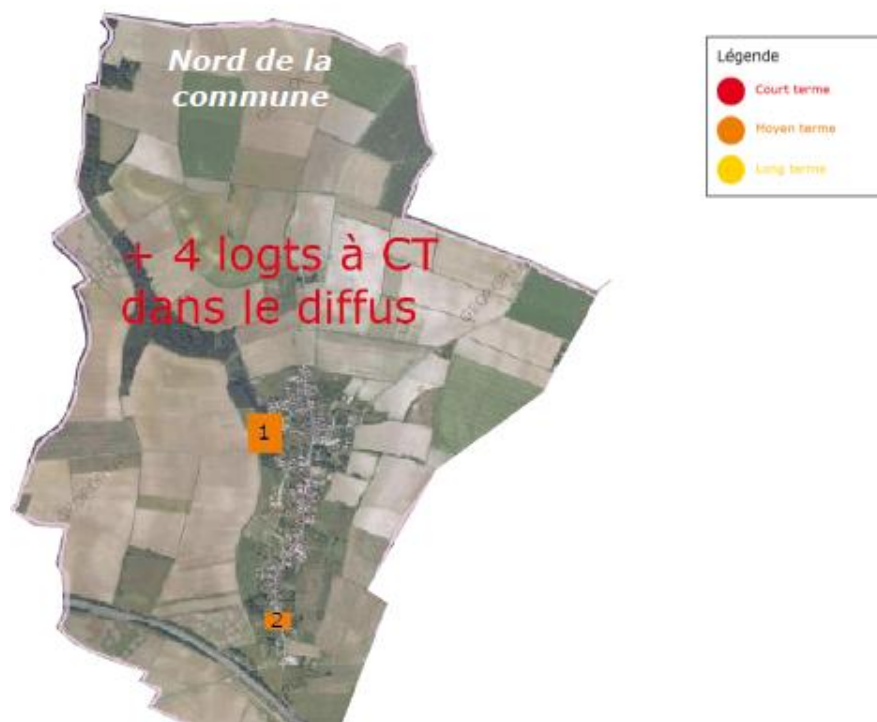 Nord de la
commune
Légende
Court terme
Moyen terme
Long terme
+ 4 logts à CT
dans le diffus
1
2